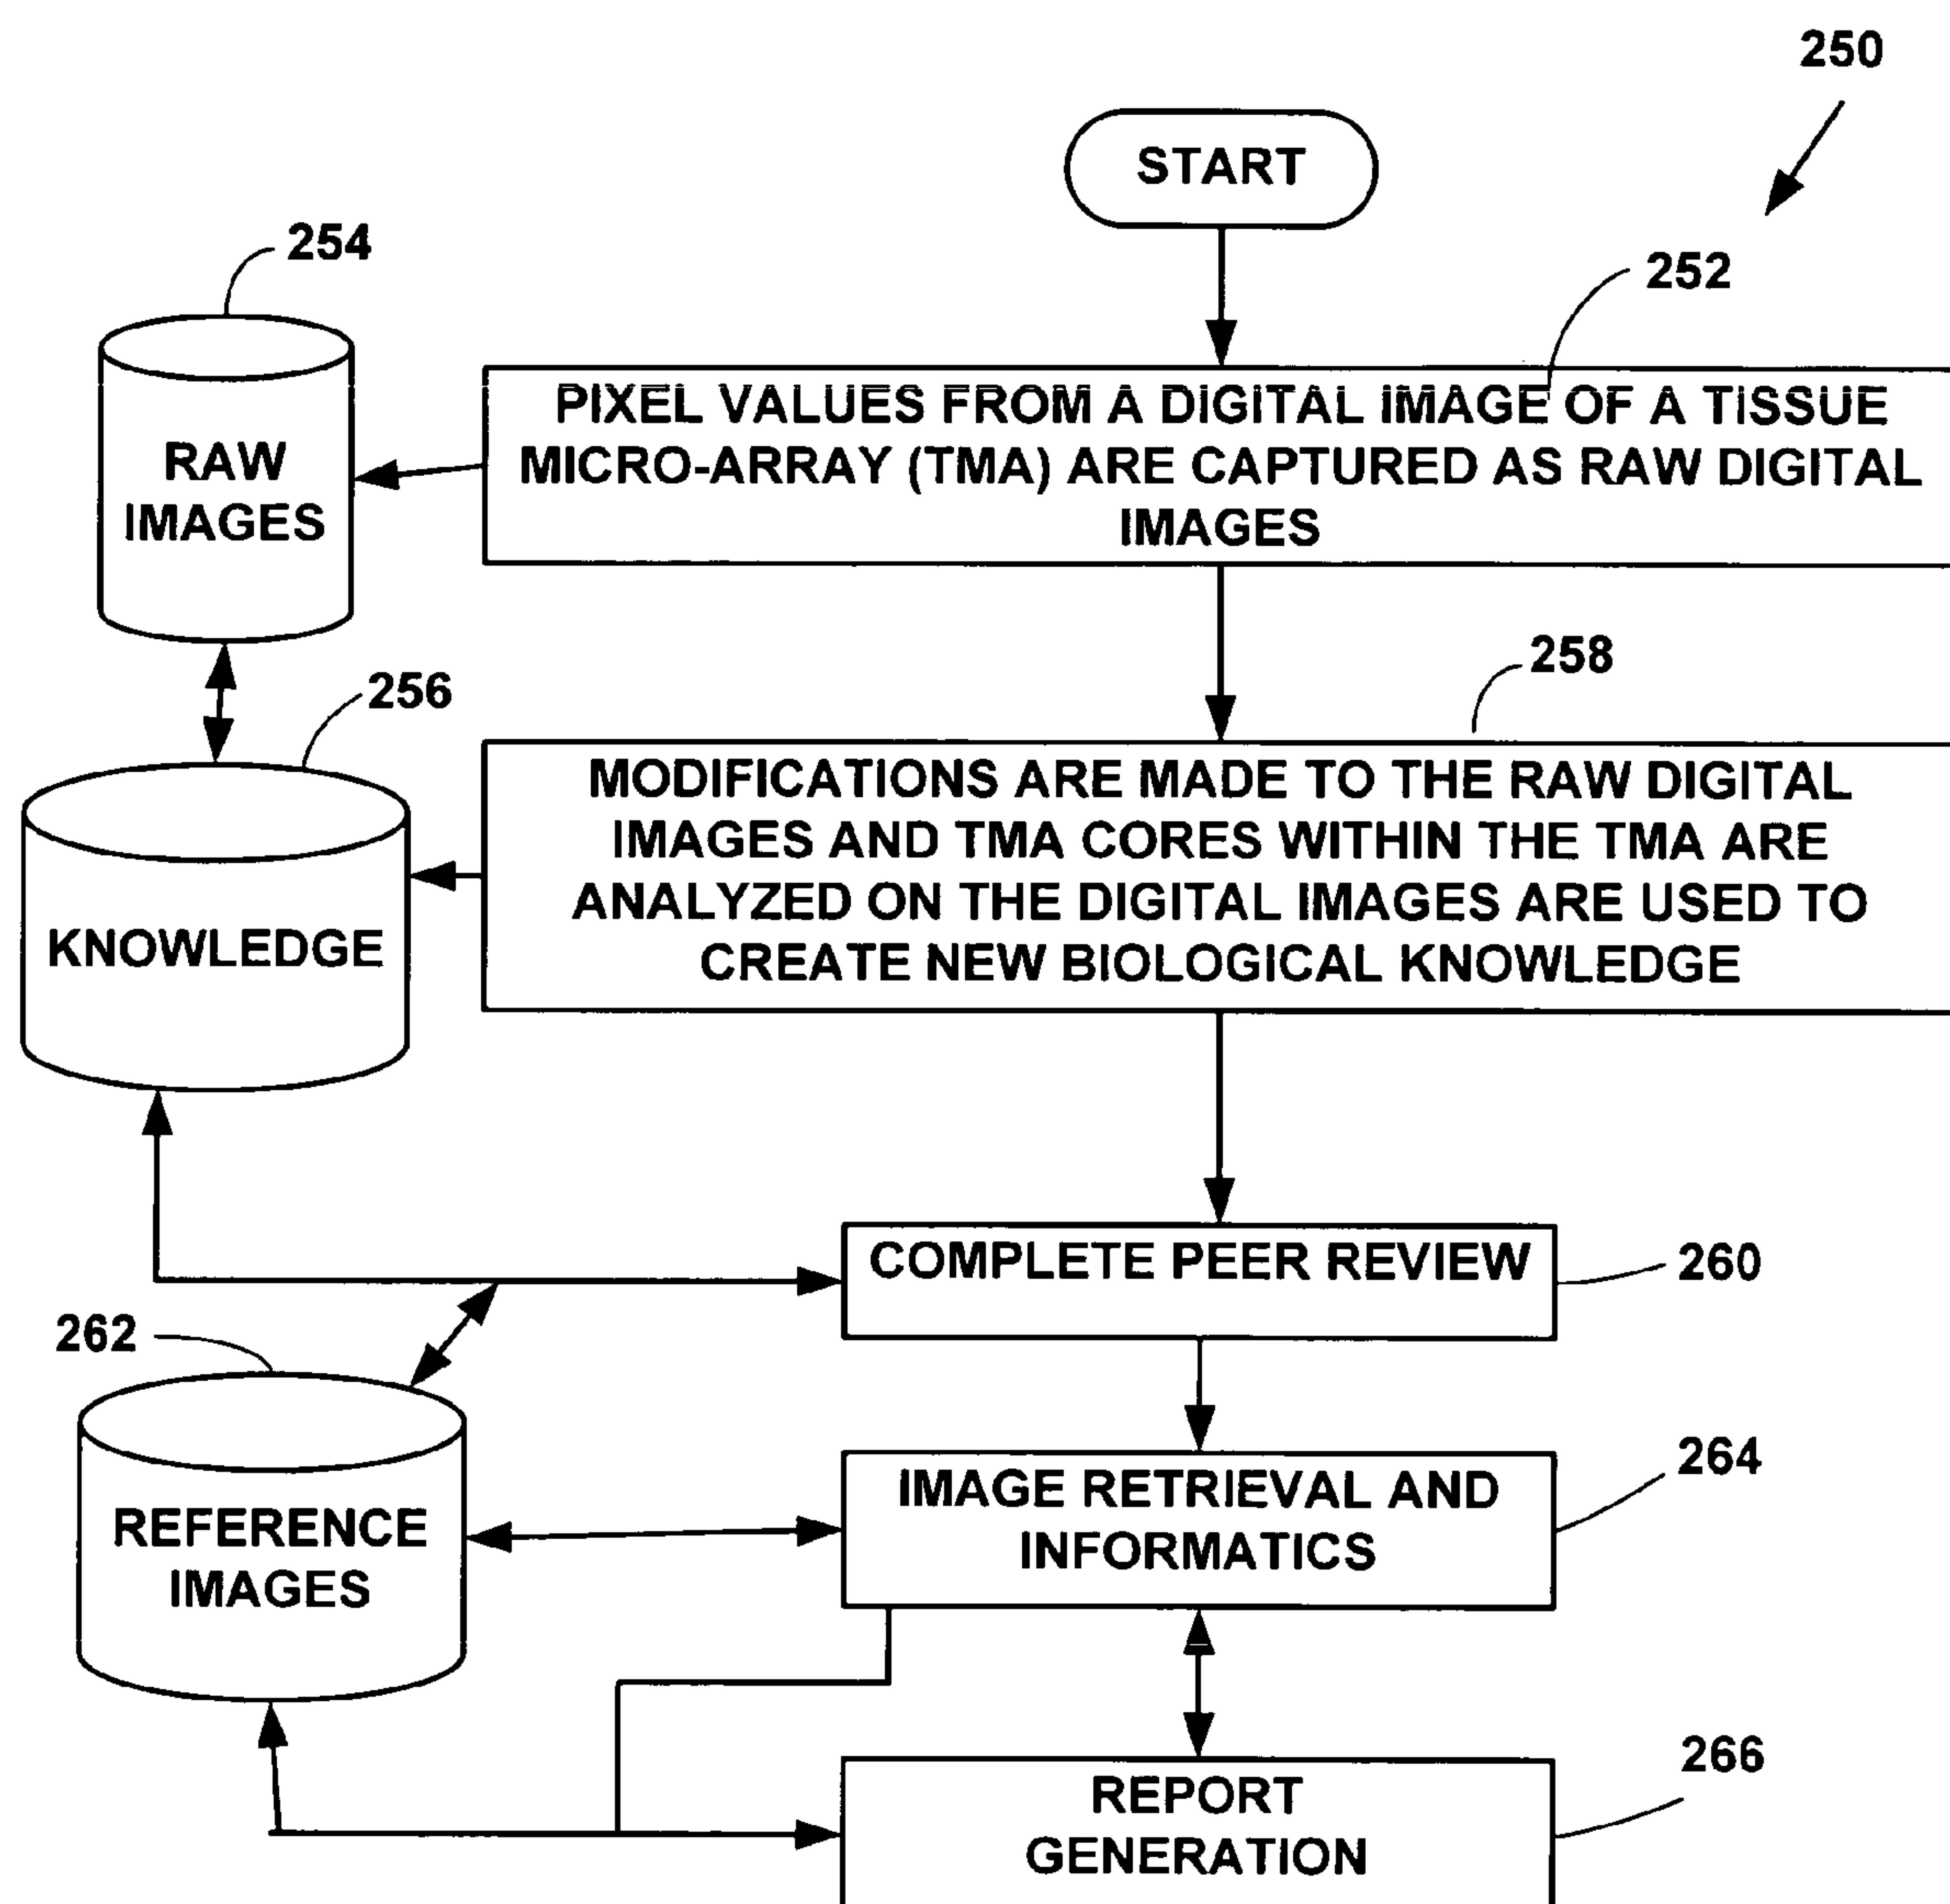 250
START
254
252
PIXEL VALUES FROM A DIGITAL IMAGE OF A TISSUE
MICRO-ARRAY (TMA) ARE CAPTURED AS RAW DIGITAL
IMAGES
RAW
IMAGES
258
256
MODIFICATIONS ARE MADE TO THE RAW DIGITAL
IMAGES AND TMA CORES WITHIN THE TMA ARE
ANALYZED ON THE DIGITAL IMAGES ARE USED TO
CREATE NEW BIOLOGICAL KNOWLEDGE
KNOWLEDGE
COMPLETE PEER REVIEW
260
262
264
IMAGE RETRIEVAL AND
INFORMATICS
REFERENCE
IMAGES
266
REPORT
GENERATION